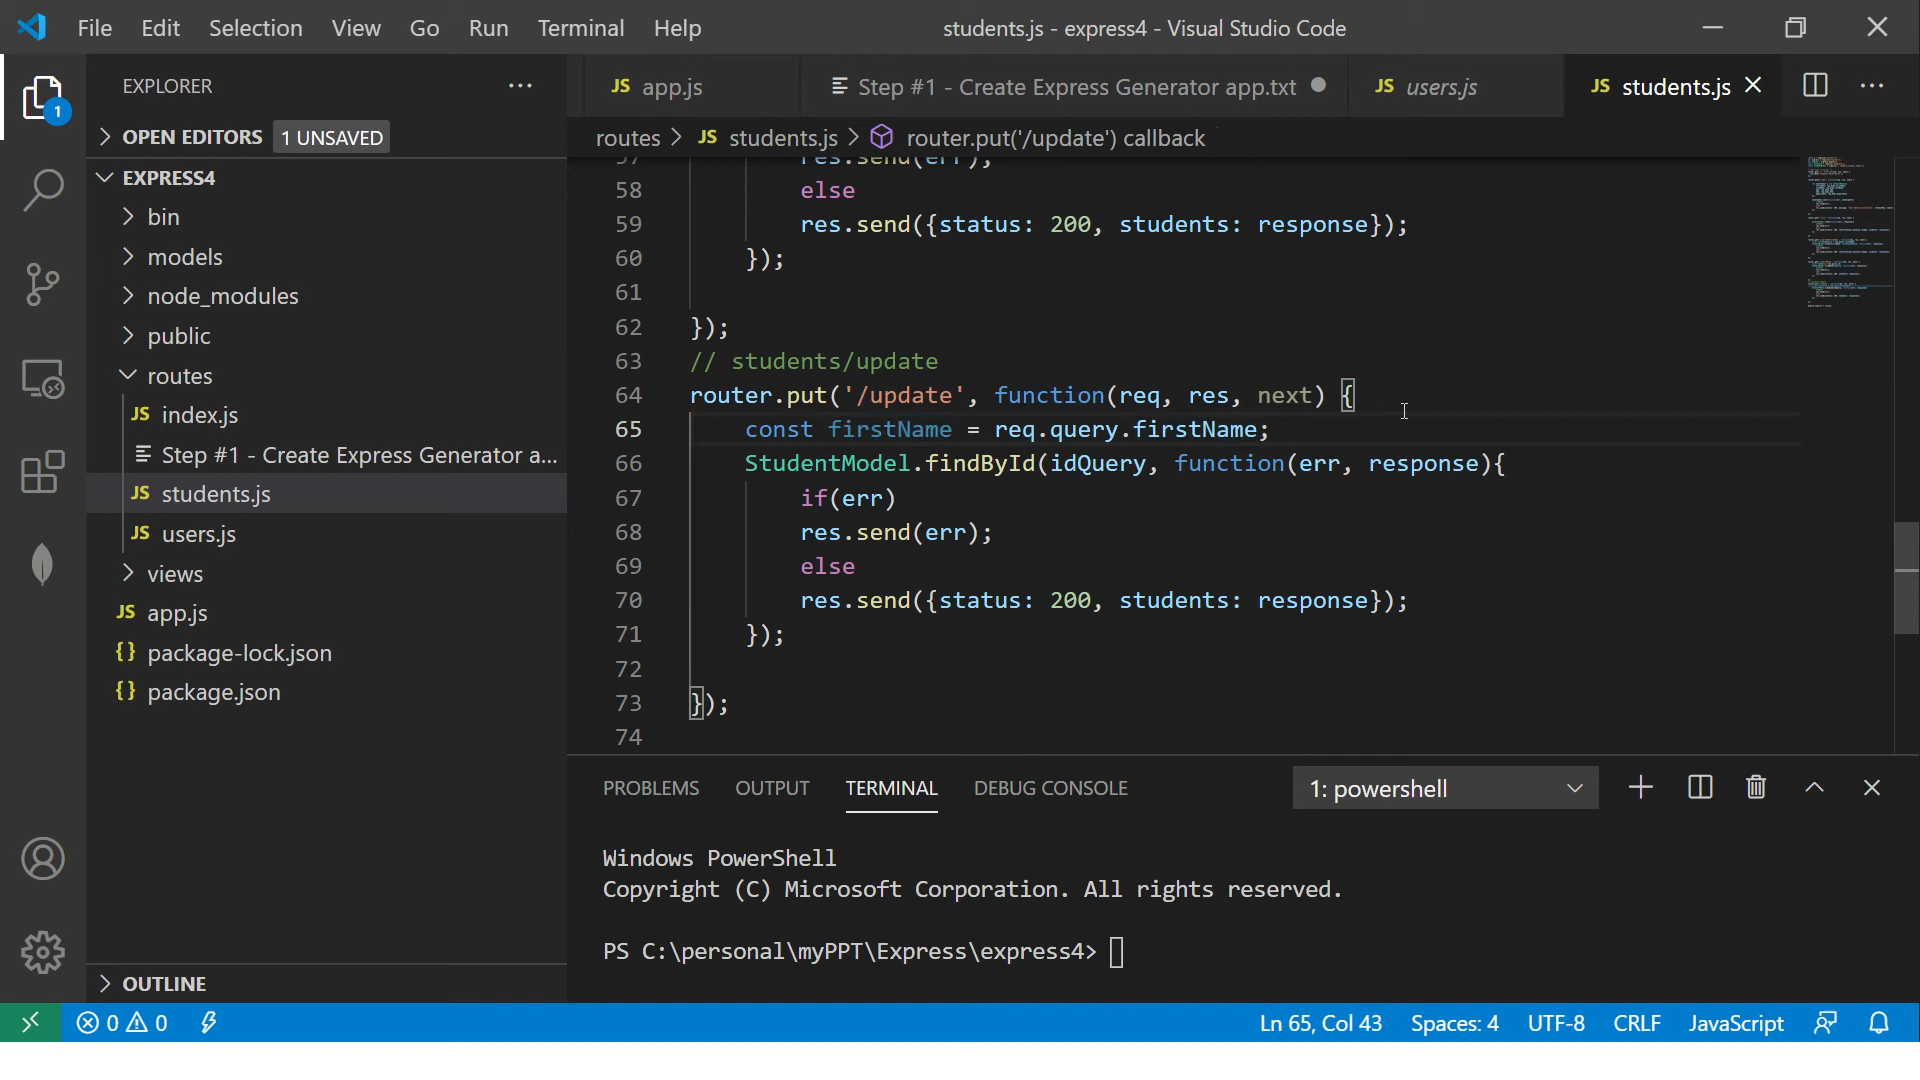 File Edit Selection View Go Run Terminal Help students.js - express4 - Visual Studio Code
EXPLORER
1
OPEN EDITORS 1 UNSAVED
EXPRESS4
bin
models
node_modules
public
routes
JS index.js
Step #1 - Create Express Generator a...
JS students.js
JS users.js
views
JS app.js
{} package-lock.json
{} package.json
OUTLINE
JS app.js Step #1 - Create Express Generator app.txt JS users.js JS students.js
routes > JS students.js > router.put('/update') callback
57 res.send(err);
58 else
59 res.send({status: 200, students: response});
60 });
61
62 });
63 // students/update
64 router.put('/update', function(req, res, next) {
65 const firstName = req.query.firstName;
66 StudentModel.findById(idQuery, function(err, response){
67 if(err)
68 res.send(err);
69 else
70 res.send({status: 200, students: response});
71 });
72
73 });
74
PROBLEMS OUTPUT TERMINAL DEBUG CONSOLE 1: powershell
Windows PowerShell
Copyright (C) Microsoft Corporation. All rights reserved.
PS C:\personal\myPPT\Express\express4>
0 0 Ln 65, Col 43 Spaces: 4 UTF-8 CRLF JavaScript